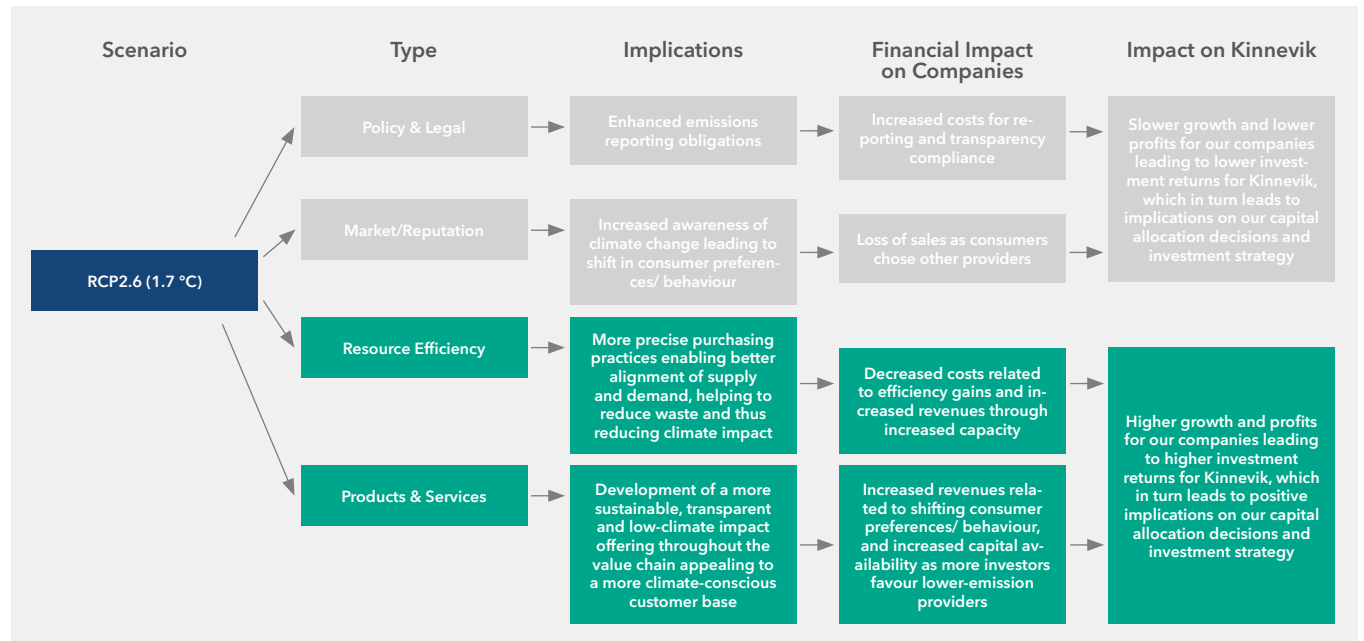 Scenario
Type
Implications
Financial Impact
on Companies
Impact on Kinnevik
RCP2.6 (1.7 °C)
Policy & Legal
Enhanced emissions
reporting obligations
Increased costs for re-
porting and transparency
compliance
Slower growth and lower
profits for our companies
leading to lower invest-
ment returns for Kinnevik,
which in turn leads to
implications on our capital
allocation decisions and
investment strategy
Market/Reputation
Increased awareness of
climate change leading to
shift in consumer preferen-
ces/ behaviour
Loss of sales as consumers
chose other providers
Resource Efficiency
More precise purchasing
practices enabling better
alignment of supply
and demand, helping to
reduce waste and thus
reducing climate impact
Decreased costs related
to efficiency gains and in-
creased revenues through
increased capacity
Higher growth and profits
for our companies leading
to higher investment
returns for Kinnevik, which
in turn leads to positive
implications on our capital
allocation decisions and
investment strategy
Products & Services
Development of a more
sustainable, transparent
and low-climate impact
offering throughout the
value chain appealing to
a more climate-conscious
customer base
Increased revenues rela-
ted to shifting consumer
preferences/ behaviour,
and increased capital av-
ailability as more investors
favour lower-emission
providers